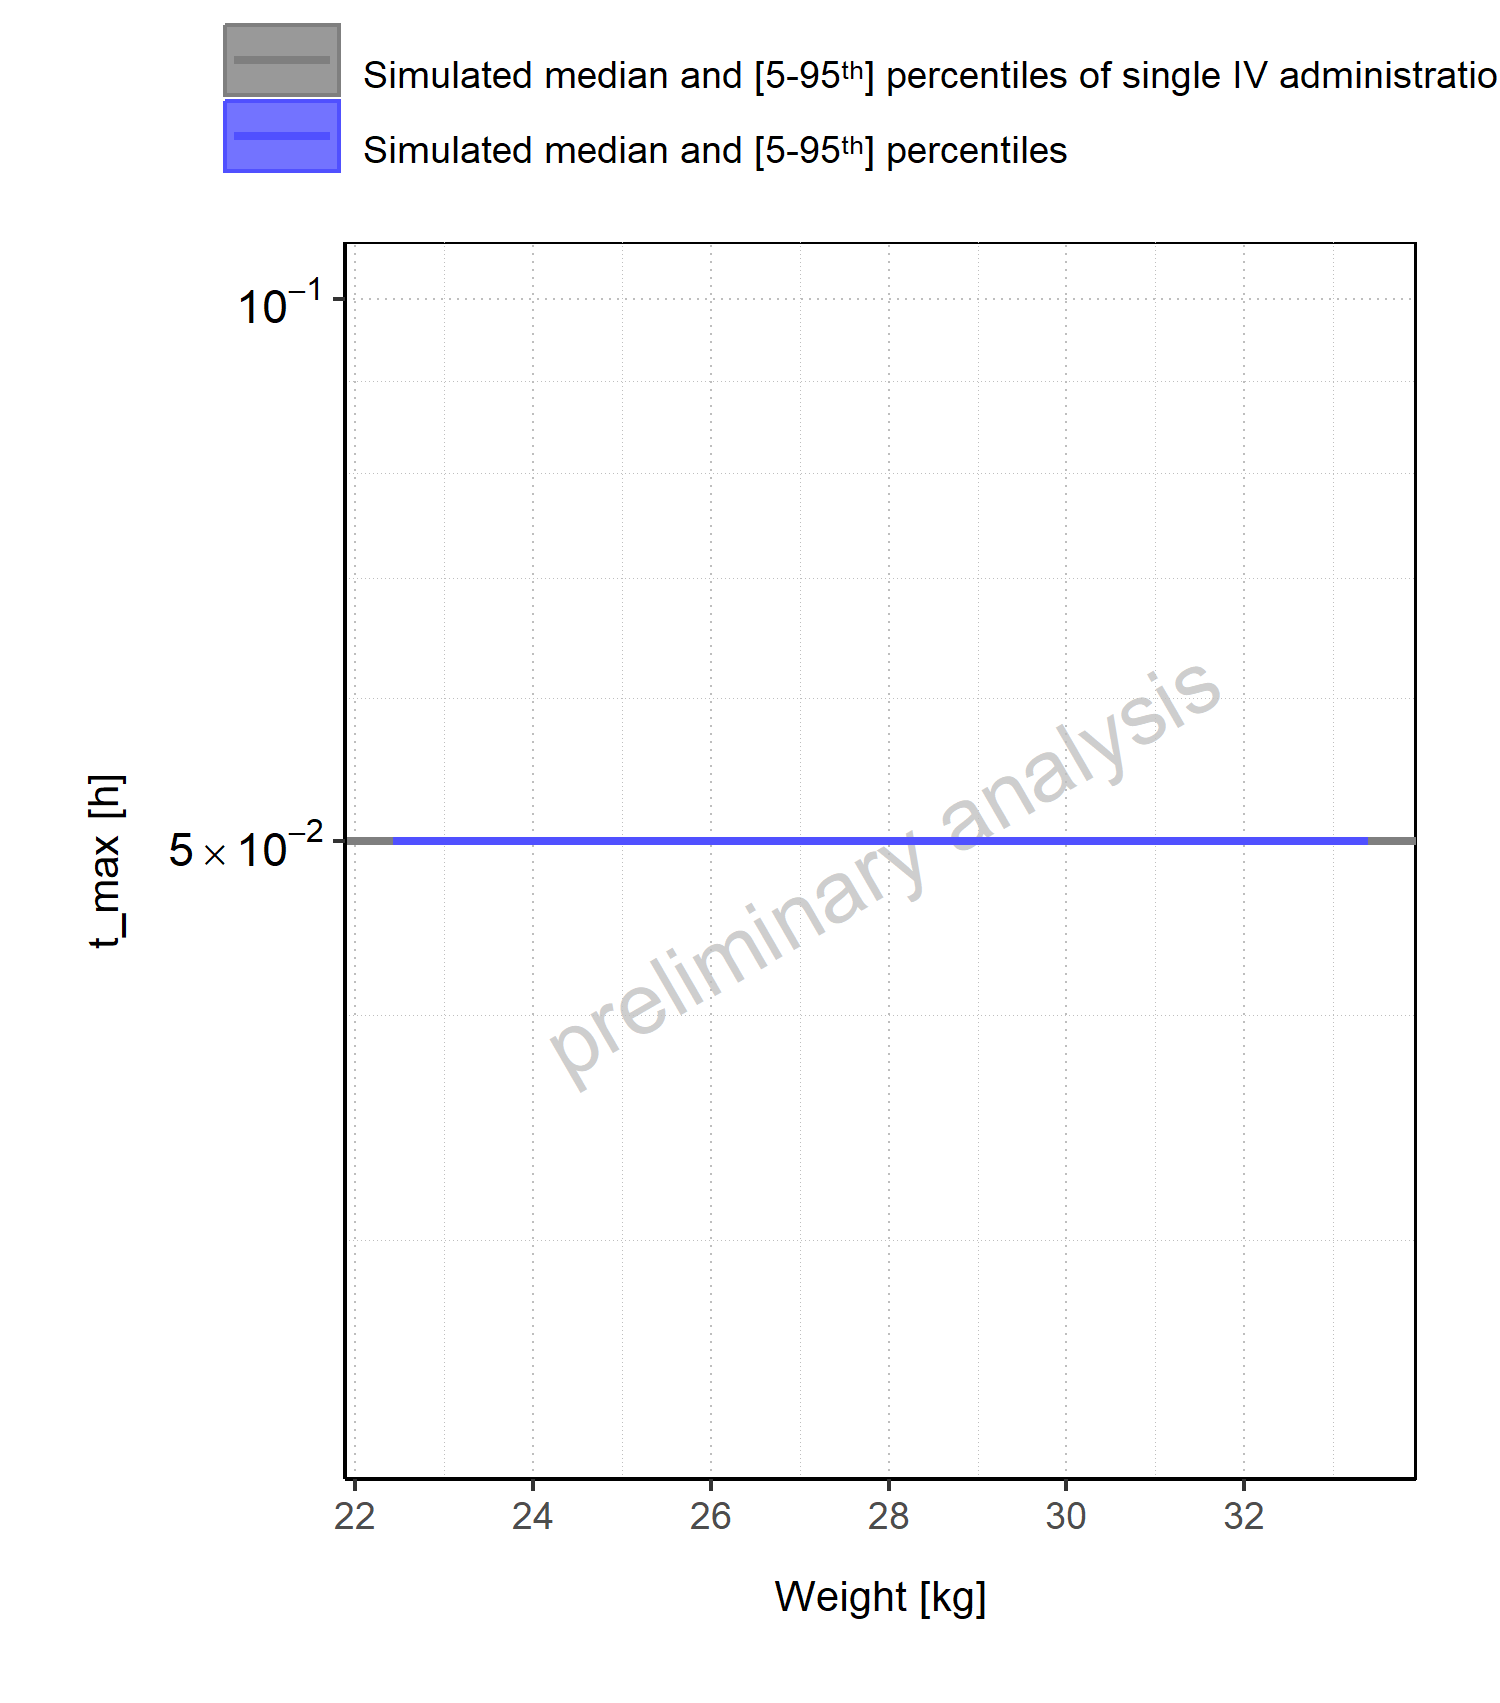 Simulated median and [5-95th] percentiles of single IV administratio
Simulated median and [5-95th] percentiles
10−1
5 × 10−2
t_max [h]
preliminary analysis
22 24 26 28 30 32
Weight [kg]